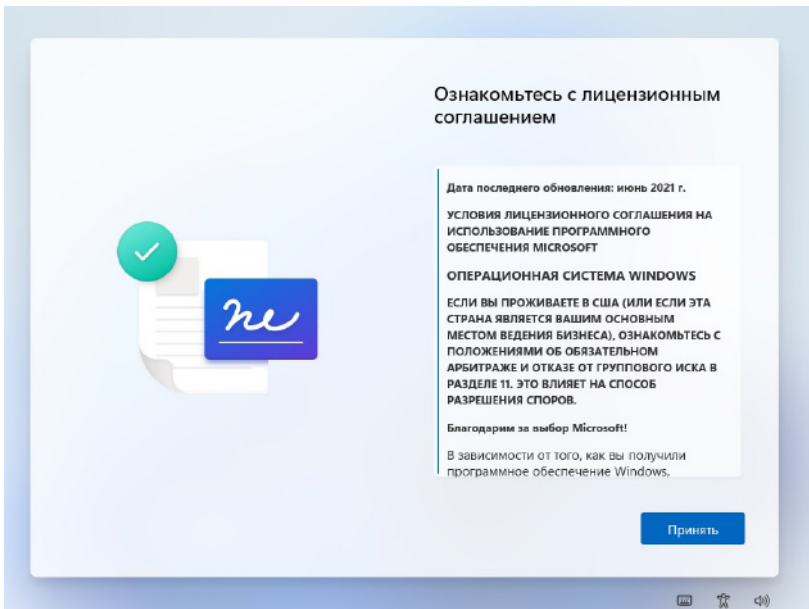 Ознакомьтесь с лицензионным
соглашением
Дата последнего обновления: июнь 2021 г.
УСЛОВИЯ ЛИЦЕНЗИОННОГО СОГЛАШЕНИЯ НА
ИСПОЛЬЗОВАНИЕ ПРОГРАММНОГО
ОБЕСПЕЧЕНИЯ MICROSOFT
ОПЕРАЦИОННАЯ СИСТЕМА WINDOWS
ЕСЛИ ВЫ ПРОЖИВАЕТЕ В США (ИЛИ ЕСЛИ ЭТА
СТРАНА ЯВЛЯЕТСЯ ВАШИМ ОСНОВНЫМ
МЕСТОМ ВЕДЕНИЯ БИЗНЕСА), ОЗНАКОМЬТЕСЬ С
ПОЛОЖЕНИЯМИ ОБ ОБЯЗАТЕЛЬНОМ
АРБИТРАЖЕ И ОТКАЗЕ ОТ ГРУППОВОГО ИСКА В
РАЗДЕЛЕ 11. ЭТО ВЛИЯЕТ НА СПОСОБ
РАЗРЕШЕНИЯ СПОРОВ.
Благодарим за выбор Microsoft!
В зависимости от того, как вы получили
программное обеспечение Windows,
Принять